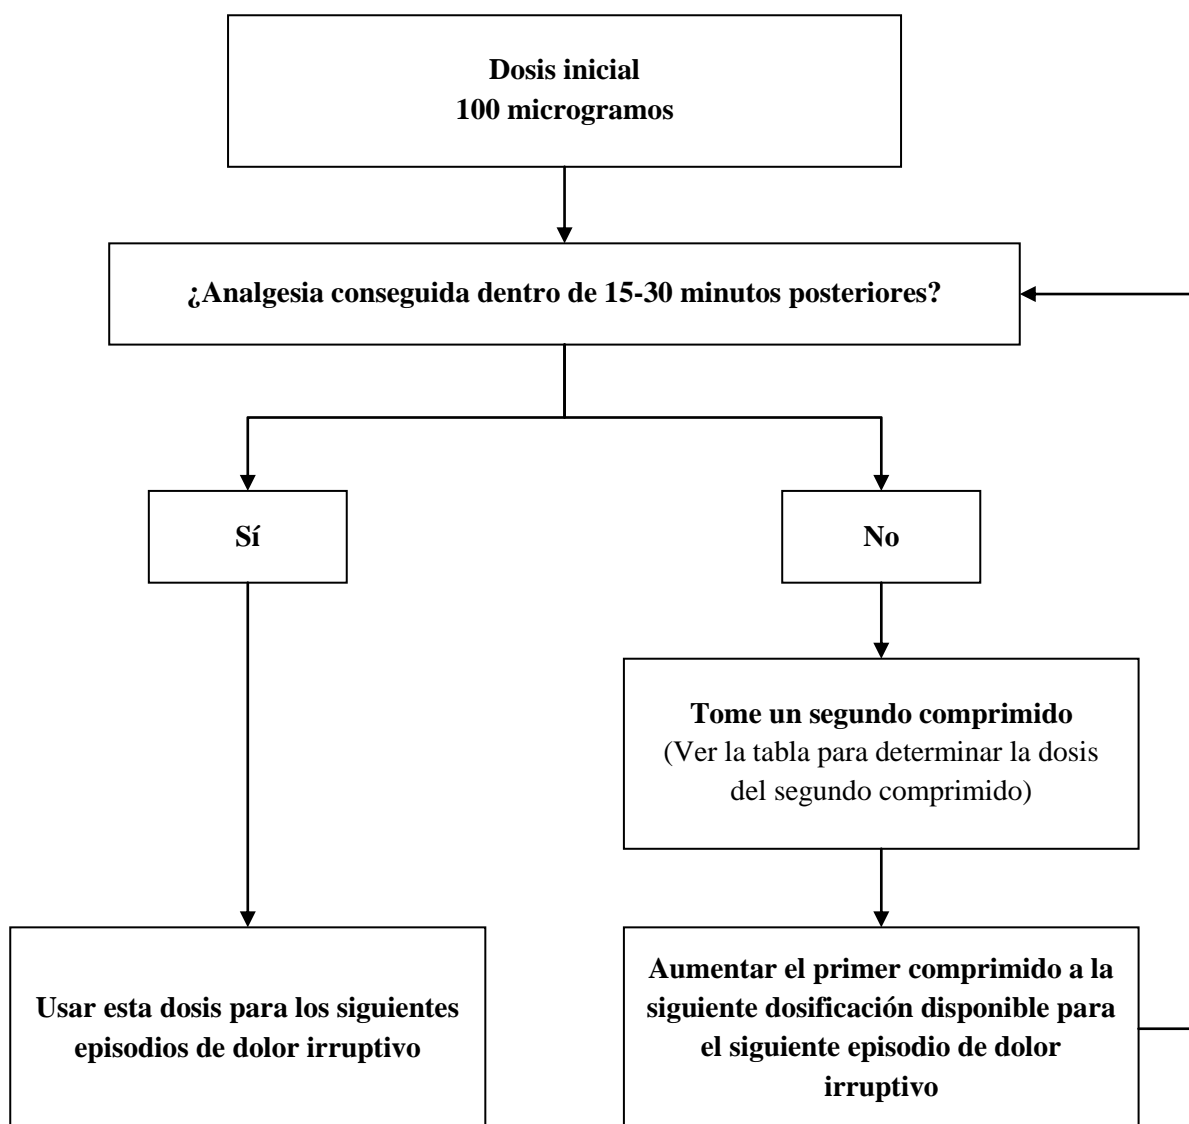 Dosis inicial
100 microgramos
¿Analgesia conseguida dentro de 15-30 minutos posteriores?
Sí
No
Tome un segundo comprimido
(Ver la tabla para determinar la dosis
del segundo comprimido)
Usar esta dosis para los siguientes
episodios de dolor irruptivo
Aumentar el primer comprimido a la
siguiente dosificación disponible para
el siguiente episodio de dolor
irruptivo